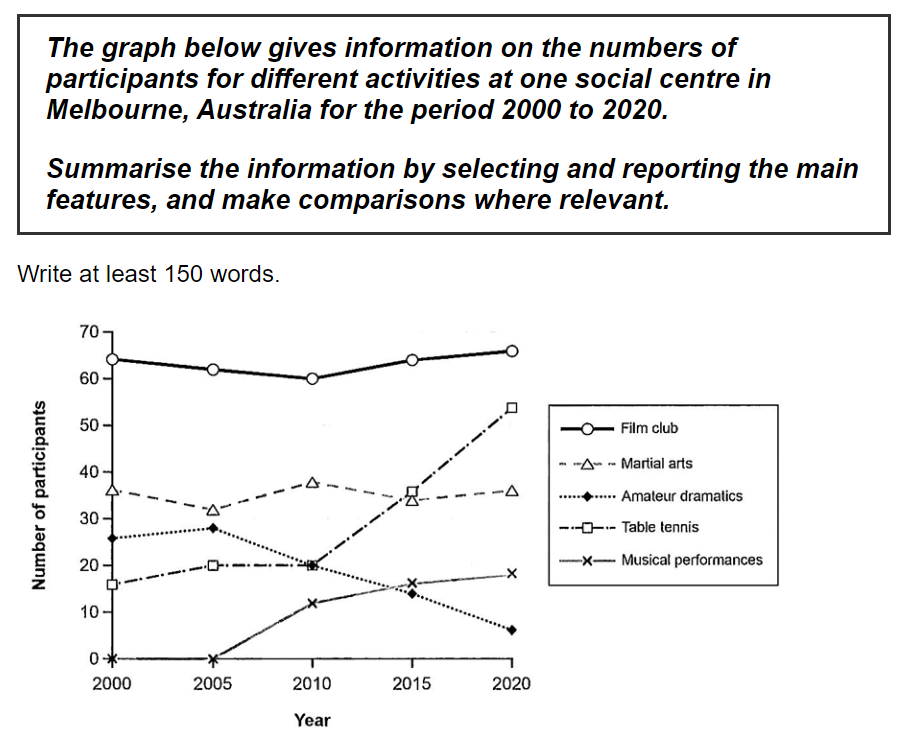 The graph below gives information on the numbers of
participants for different activities at one social centre in
Melbourne, Australia for the period 2000 to 2020.
Summarise the information by selecting and reporting the main
features, and make comparisons where relevant.
Write at least 150 words.
70
60
50
40
30
20
10
0
Number of participants
2000 2005 2010 2015 2020
Year
Film club
Martial arts
Amateur dramatics
Table tennis
Musical performances